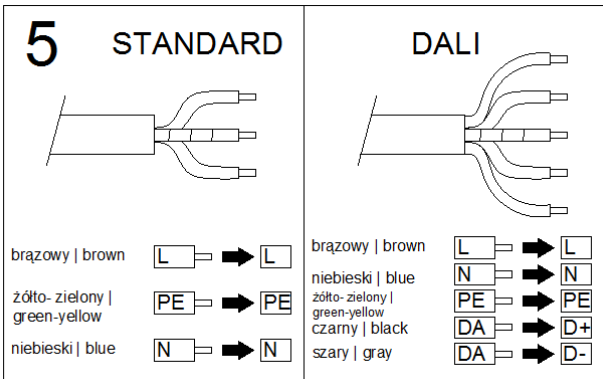 5 STANDARD
brązowy | brown L L
żółto- zielony |
green-yellow PE PE
niebieski | blue N N
DALI
brązowy | brown L L
niebieski | blue N N
żółto- zielony |
green-yellow PE PE
czarny | black DA D+
szary | gray DA D-